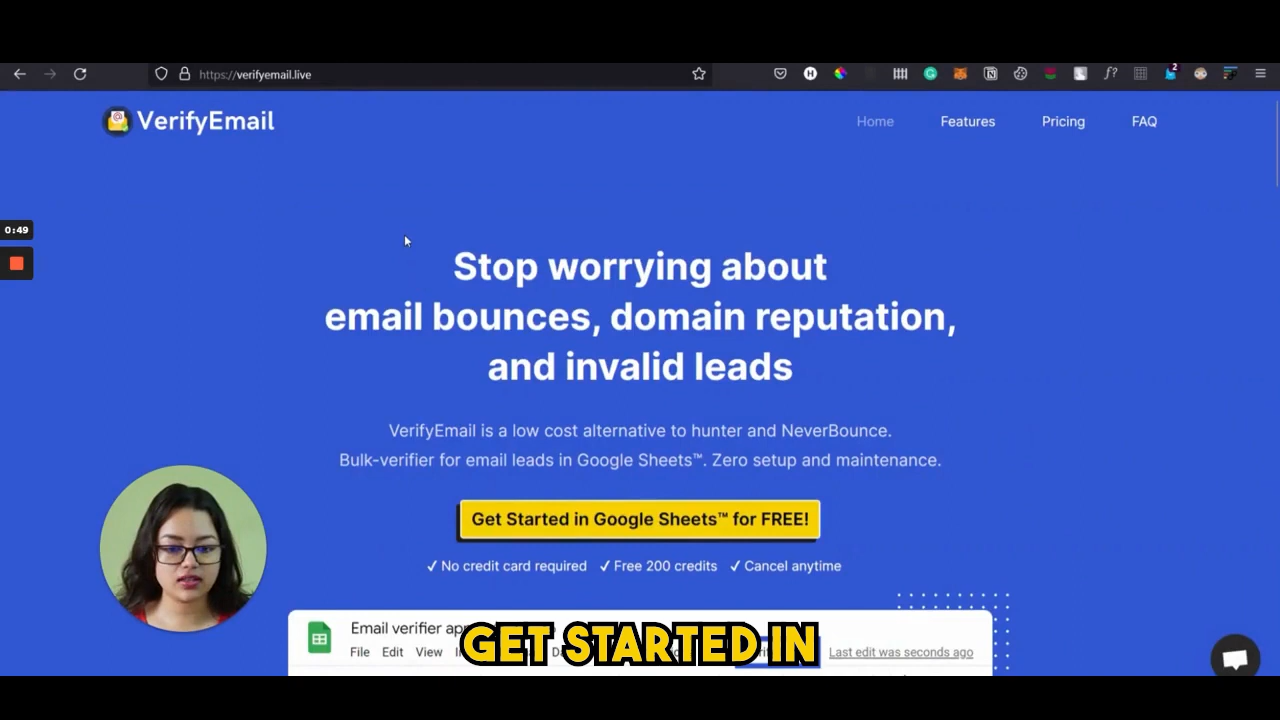 https://verifyemail.live
H
f?
2
VerifyEmail
Home
Features
Pricing
FAQ
0:49
Stop worrying about
email bounces, domain reputation,
and invalid leads
VerifyEmail is a low cost alternative to hunter and NeverBounce.
Bulk-verifier for email leads in Google Sheets™. Zero setup and maintenance.
Get Started in Google Sheets™ for FREE!
✓ No credit card required
✓ Free 200 credits
✓ Cancel anytime
Email verifier
File Edit View
Last edit was seconds ago
GET STARTED IN